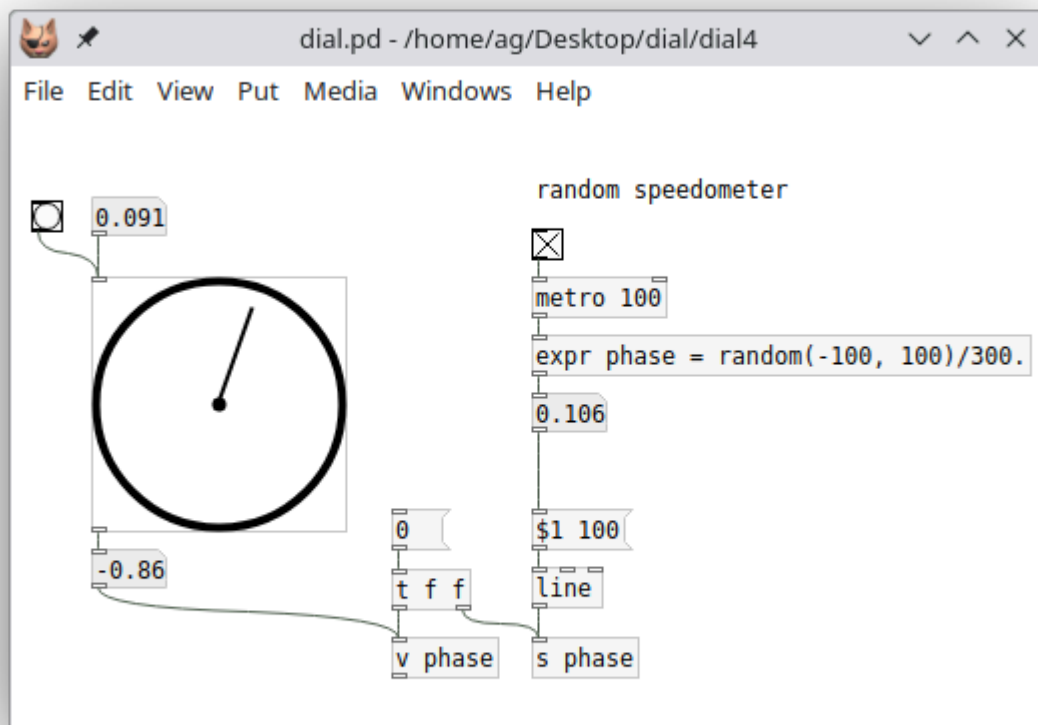 dial.pd - /home/ag/Desktop/dial/dial4
File Edit View Put Media Windows Help
random speedometer
0.091
metro 100
expr phase = random(-100, 100)/300.
0.106
0
$1 100
-0.86
t f f
line
v phase
s phase